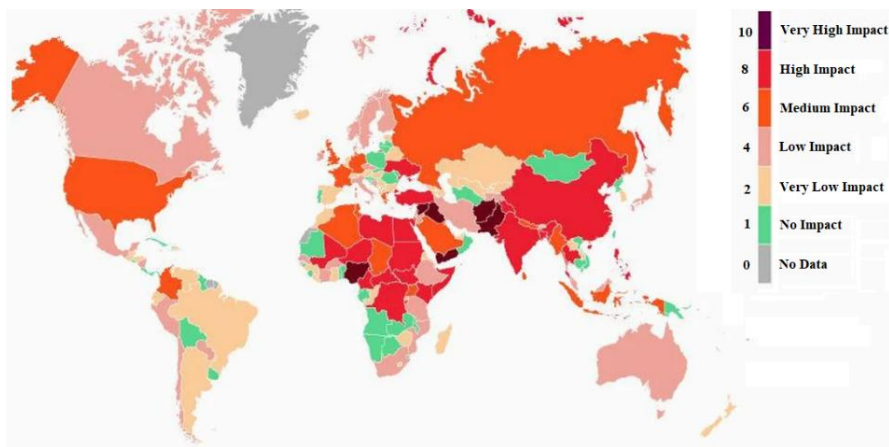 10 Very High Impact
8 High Impact
6 Medium Impact
4 Low Impact
2 Very Low Impact
1 No Impact
0 No Data